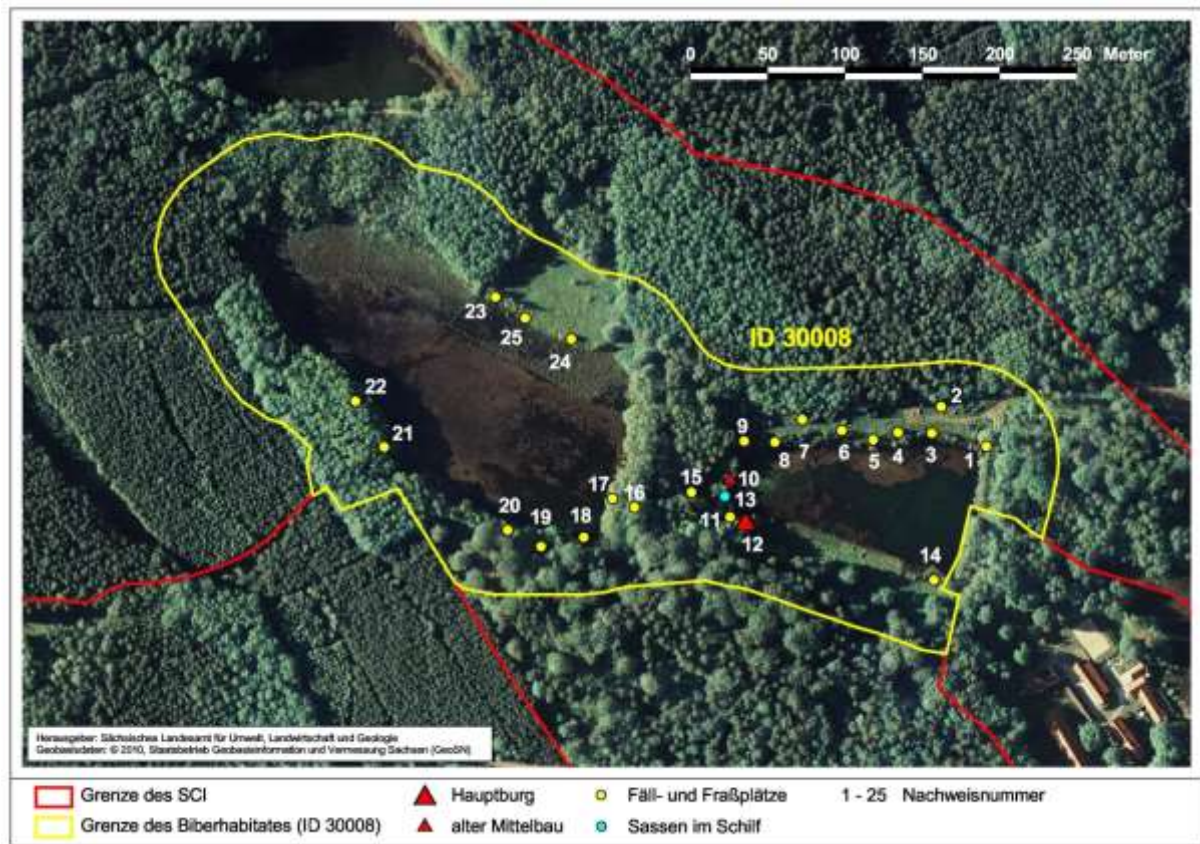 0 50 100 150 200 250 Meter
ID 30008
23
25
24
22
21
2
9
8
7
6
5
4
3
1
15
10
13
17
16
11
12
20
19
18
14
Herausgeber: Sächsisches Landesamt für Umwelt, Landwirtschaft und Geologie
Geobasisdaten: © 2010, Staatsbetrieb Geobasisinformation und Vermessung Sachsen (GeoSN)
Grenze des SCI
Hauptburg
Fäll- und Fraßplätze
1 - 25 Nachweisnummer
Grenze des Biberhabitates (ID 30008)
alter Mittelbau
Sassen im Schilf